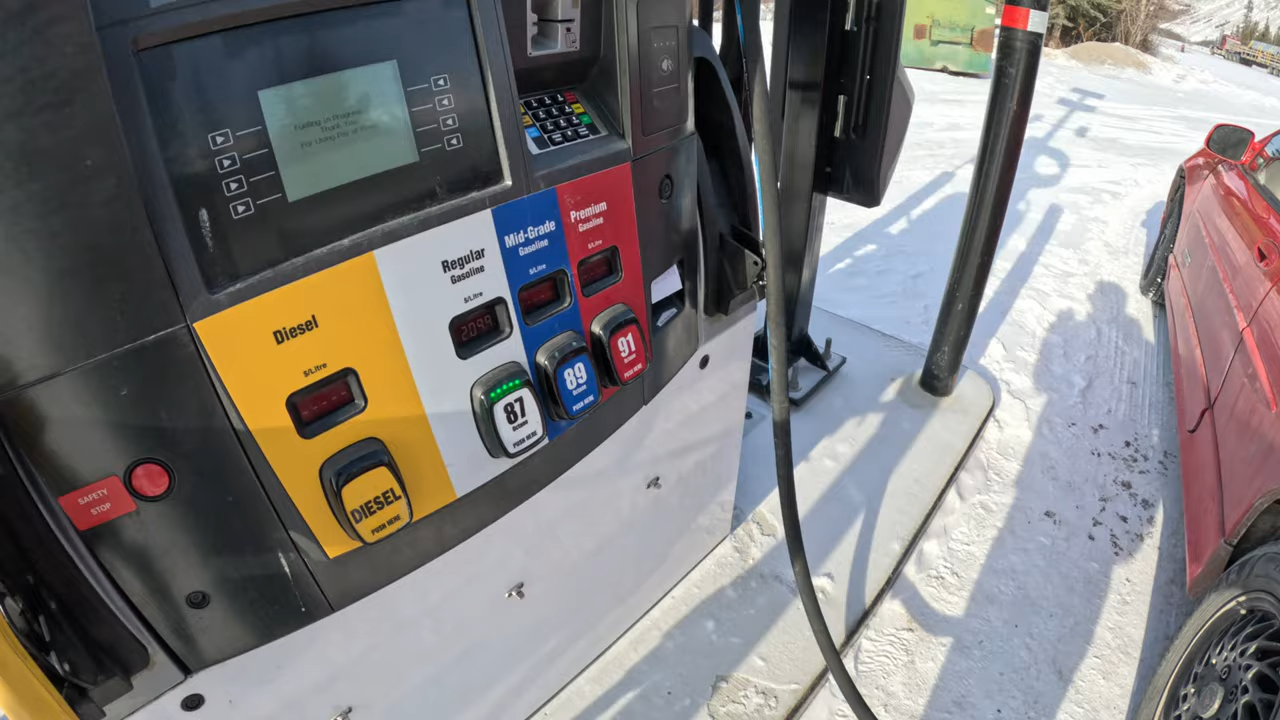 Fueling in Progress
Thank You
For Using Pay at Pump
Diesel
$/Litre
DIESEL
PUSH HERE
Regular
Gasoline
$/Litre
209.9
87
Octane
PUSH HERE
Mid-Grade
Gasoline
$/Litre
89
Octane
PUSH HERE
Premium
Gasoline
$/Litre
91
Octane
PUSH HERE
SAFETY
STOP